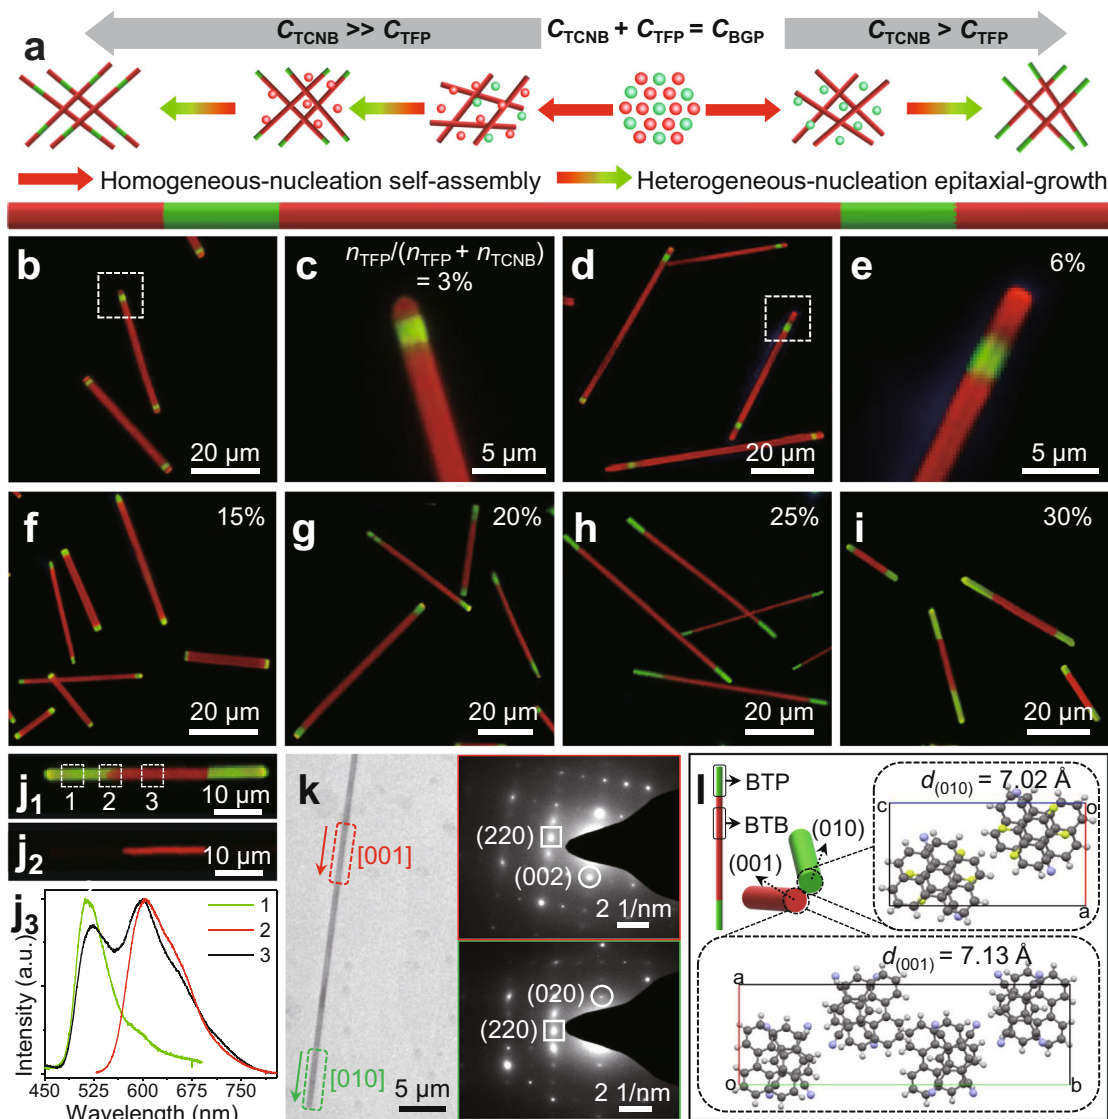 a
C_TCNB >> C_TFP
C_TCNB + C_TFP = C_BGP
C_TCNB > C_TFP
Homogeneous-nucleation self-assembly
Heterogeneous-nucleation epitaxial-growth
b
20 μm
c
n_TFP/(n_TFP + n_TCNB)
= 3%
5 μm
d
20 μm
e
6%
5 μm
f
15%
20 μm
g
20%
20 μm
h
25%
20 μm
i
30%
20 μm
j₁
1
2
3
10 μm
j₂
10 μm
j₃
1
2
3
Intensity (a.u.)
450 525 600 675 750
Wavelength (nm)
k
[001]
[010]
5 μm
(220)
(002)
2 1/nm
(020)
(220)
2 1/nm
l
BTP
BTB
(010)
(001)
d_(010) = 7.02 Å
c
o
a
d_(001) = 7.13 Å
a
o
b